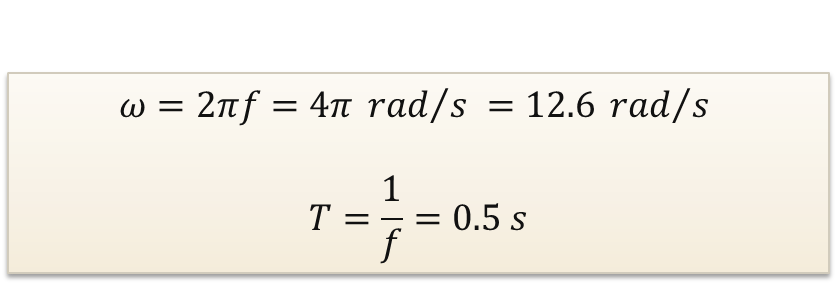 ω = 2πf = 4π rad/s = 12.6 rad/s
T = 1/f = 0.5 s